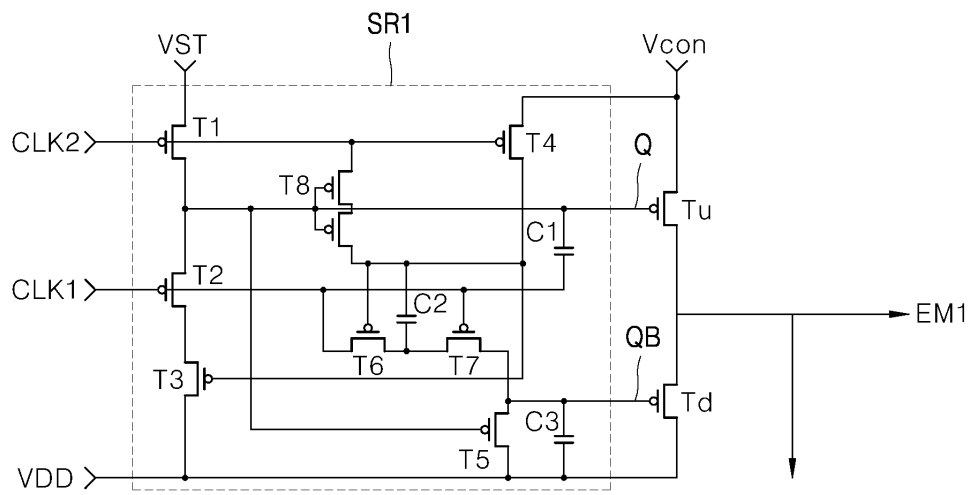 SR1
VST
Vcon
CLK2
T1
T4
Q
T8
Tu
C1
T2
CLK1
C2
EM1
T6
T7
QB
T3
Td
C3
T5
VDD